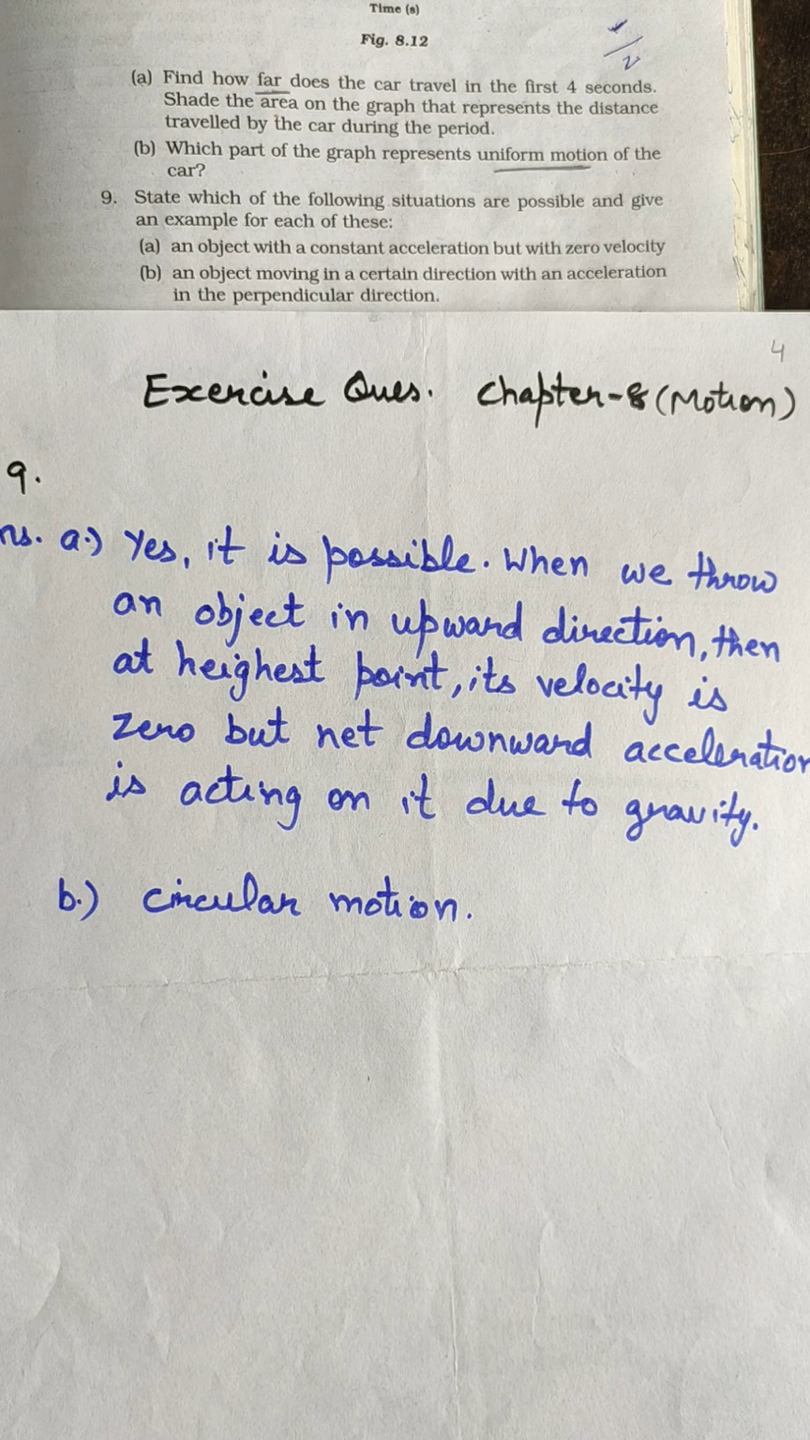 Time (s)
Fig. 8.12
(a) Find how far does the car travel in the first 4 seconds.
Shade the area on the graph that represents the distance
travelled by the car during the period.
(b) Which part of the graph represents uniform motion of the
car?
9. State which of the following situations are possible and give
an example for each of these:
(a) an object with a constant acceleration but with zero velocity
(b) an object moving in a certain direction with an acceleration
in the perpendicular direction.
4
Exercise Ques. Chapter-8 (Motion)
9.
ns. a.) Yes, it is possible. When we throw
an object in upward direction, then
at heighest point, its velocity is
zero but net downward acceleration
is acting on it due to gravity.
b.) circular motion.